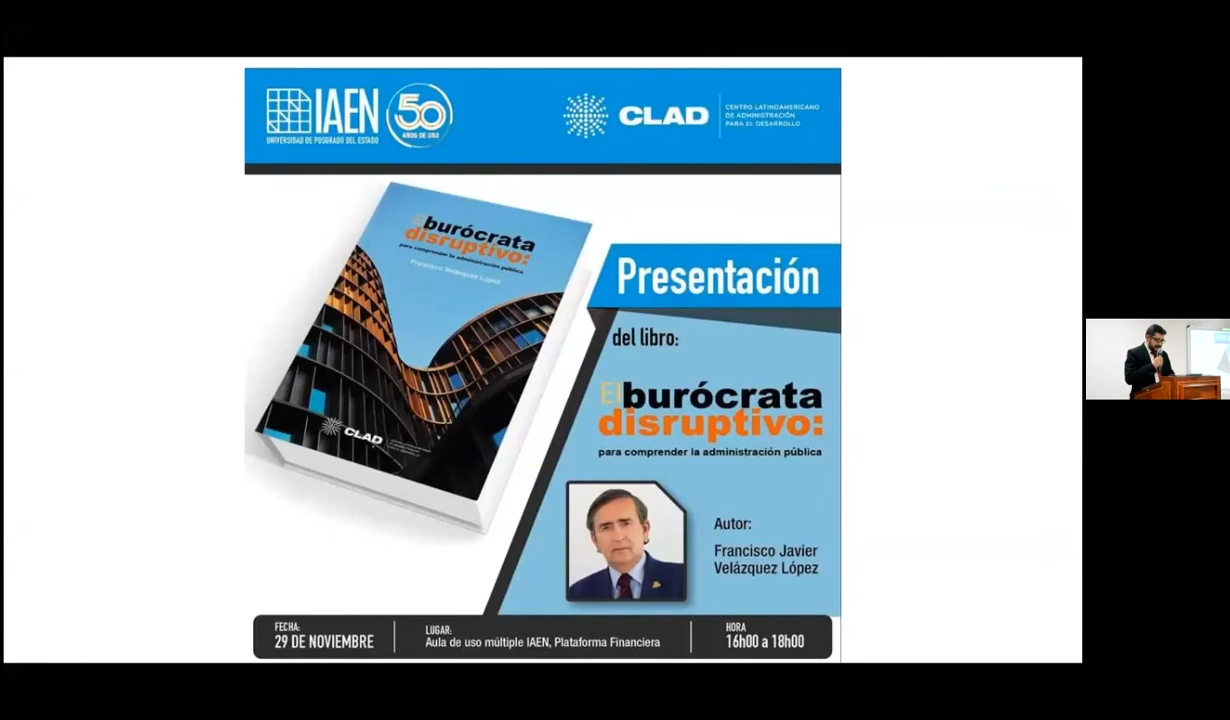 IAEN
UNIVERSIDAD DE POSGRADO DEL ESTADO
50
AÑOS DE ORO
CLAD
CENTRO LATINOAMERICANO
DE ADMINISTRACIÓN
PARA EL DESARROLLO
El burócrata
disruptivo:
para comprender la administración pública
Francisco Velázquez López
CLAD
Presentación
del libro:
El burócrata
disruptivo:
para comprender la administración pública
Autor:
Francisco Javier
Velázquez López
FECHA:
29 DE NOVIEMBRE
LUGAR:
Aula de uso múltiple IAEN, Plataforma Financiera
HORA
16h00 a 18h00